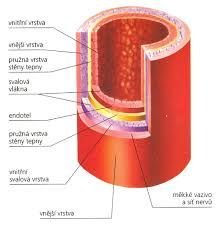 vnitřní vrstva
vnější vrstva
pružná vrstva
stěny tepny
svalová
vlákna
endotel
pružná vrstva
stěny tepny
vnitřní
svalová vrstva
vnější vrstva
měkké vazivo
a síť nervů